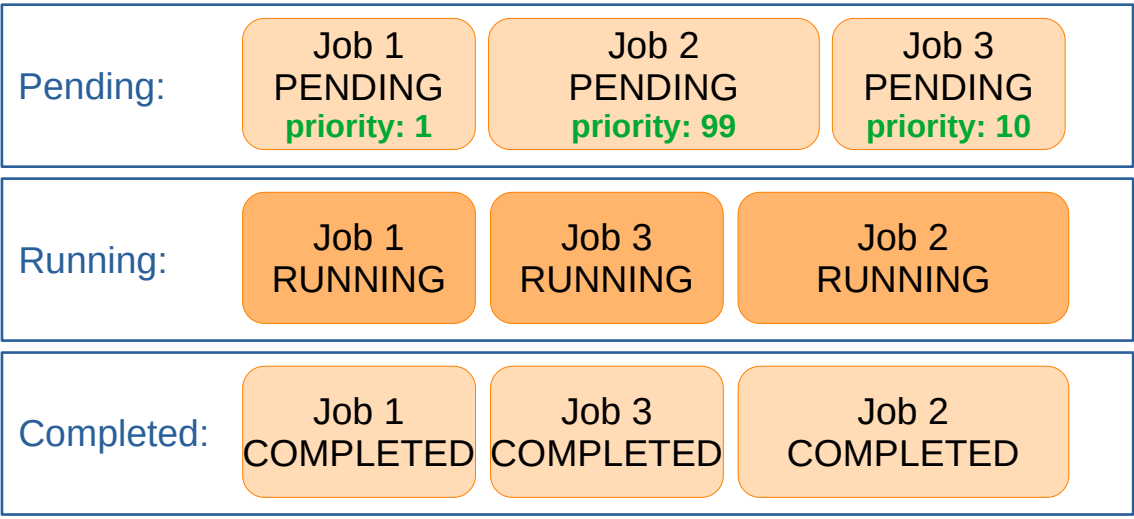 Pending:
Job 1
PENDING
priority: 1
Job 2
PENDING
priority: 99
Job 3
PENDING
priority: 10
Running:
Job 1
RUNNING
Job 3
RUNNING
Job 2
RUNNING
Completed:
Job 1
COMPLETED
Job 3
COMPLETED
Job 2
COMPLETED